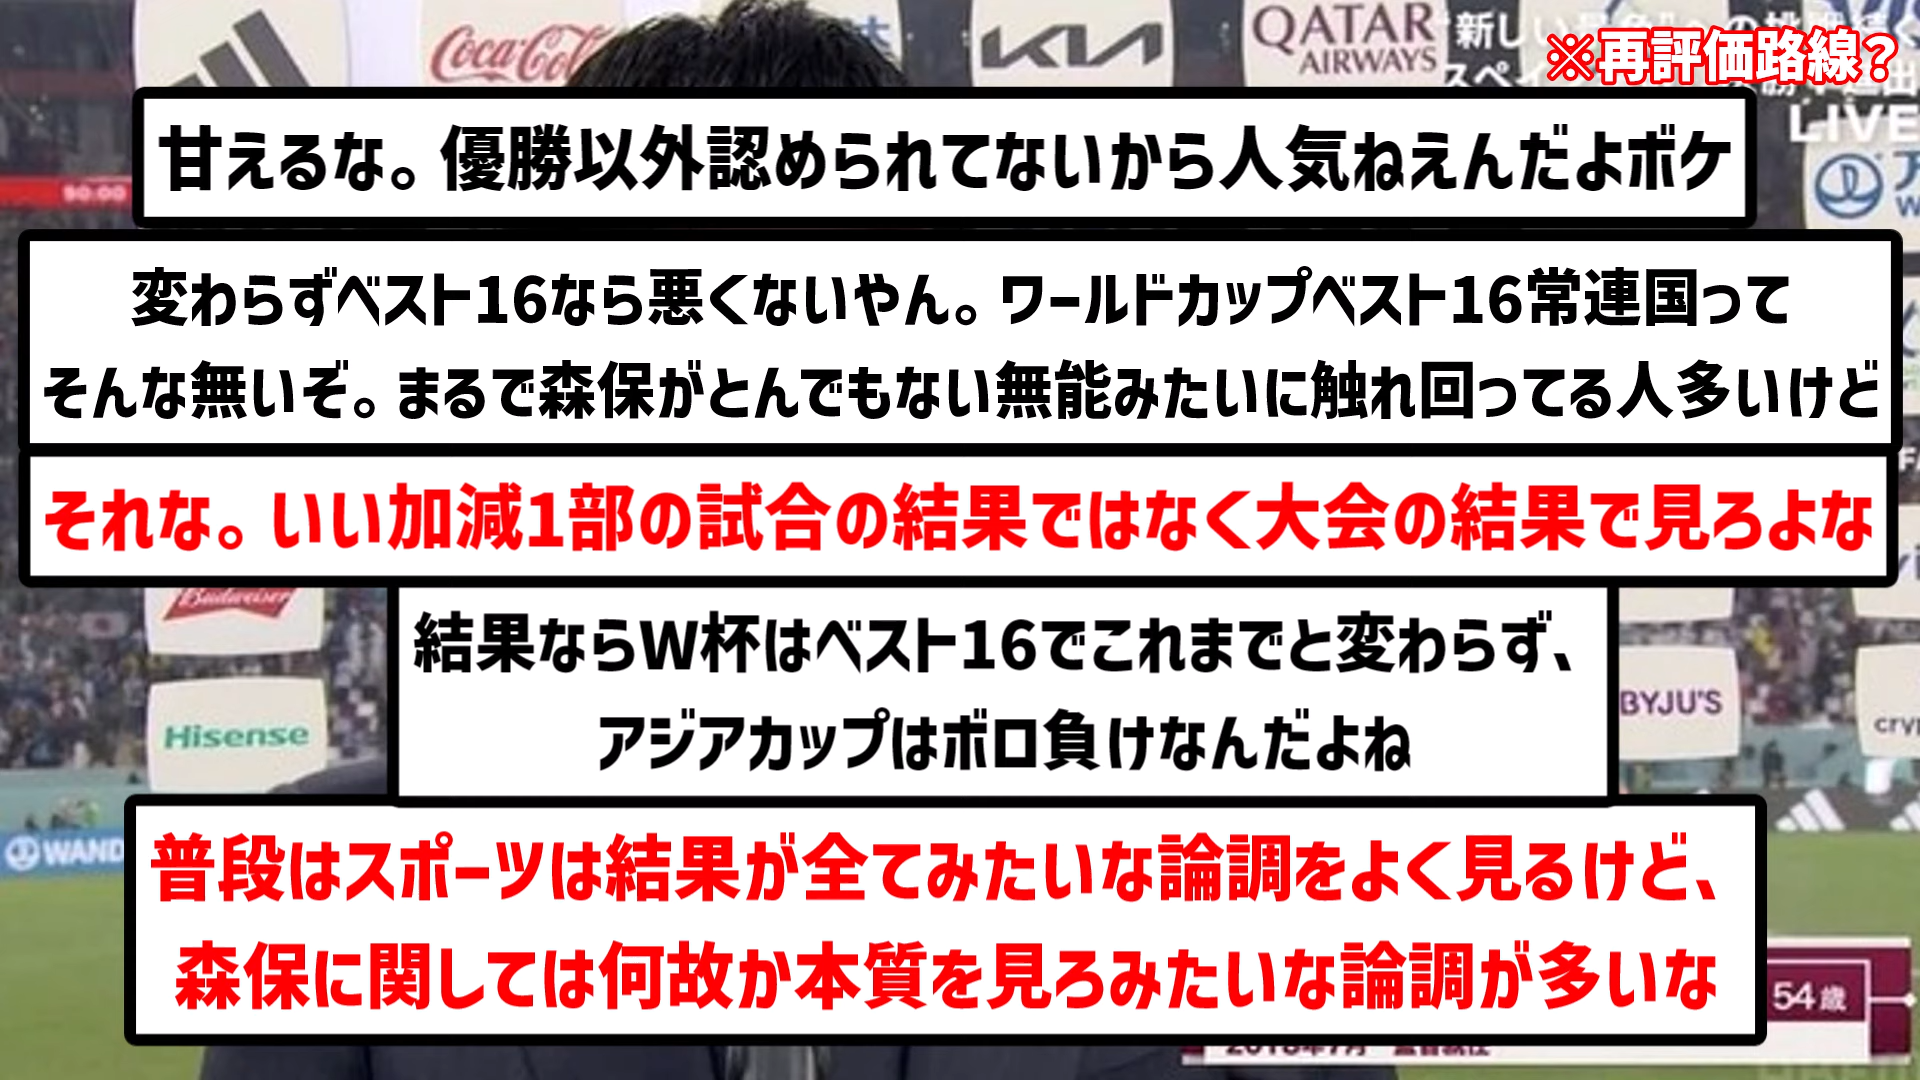 Coca-Cola
KIA
QATAR
AIRWAYS
※再評価路線?
LIVE
90:00
甘えるな。優勝以外認められてないから人気ねえんだよボケ
変わらずベスト16なら悪くないやん。ワールドカップベスト16常連国って
そんな無いぞ。まるで森保がとんでもない無能みたいに触れ回ってる人多いけど
それな。いい加減1部の試合の結果ではなく大会の結果で見ろよな
Budweiser
結果ならW杯はベスト16でこれまでと変わらず、
アジアカップはボロ負けなんだよね
Hisense
BYJU'S
cry
WAND
普段はスポーツは結果が全てみたいな論調をよく見るけど、
森保に関しては何故か本質を見ろみたいな論調が多いな
54歳